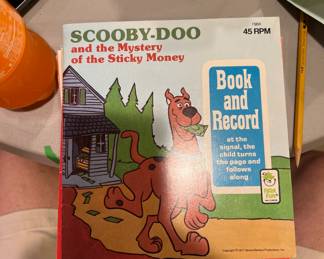 SCOOBY-DOO
and the Mystery
of the Sticky Money
45 RPM
Book
and
Record
at the
signal, the
child turns
the page and
follows
along